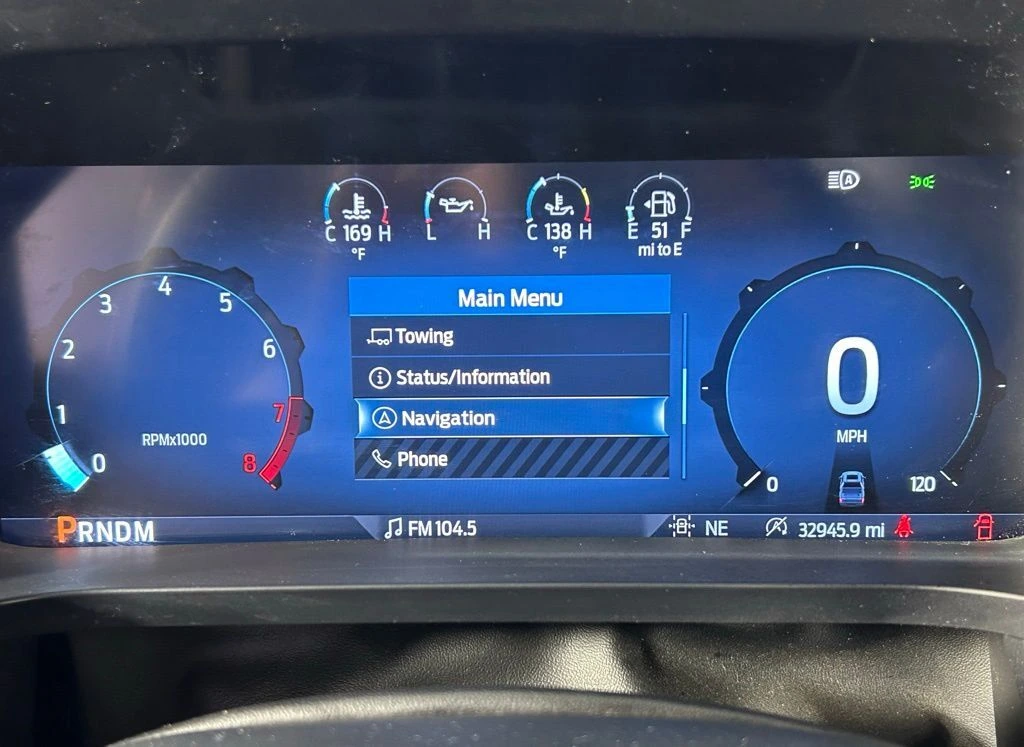 A
C 169 H
°F
L H
C 138 H
°F
E 51 F
mi to E
Main Menu
Towing
Status/Information
Navigation
Phone
0
1
2
3
4
5
6
7
8
RPMx1000
0
MPH
0 120
PRNDM
FM 104.5
NE
A
32945.9 mi